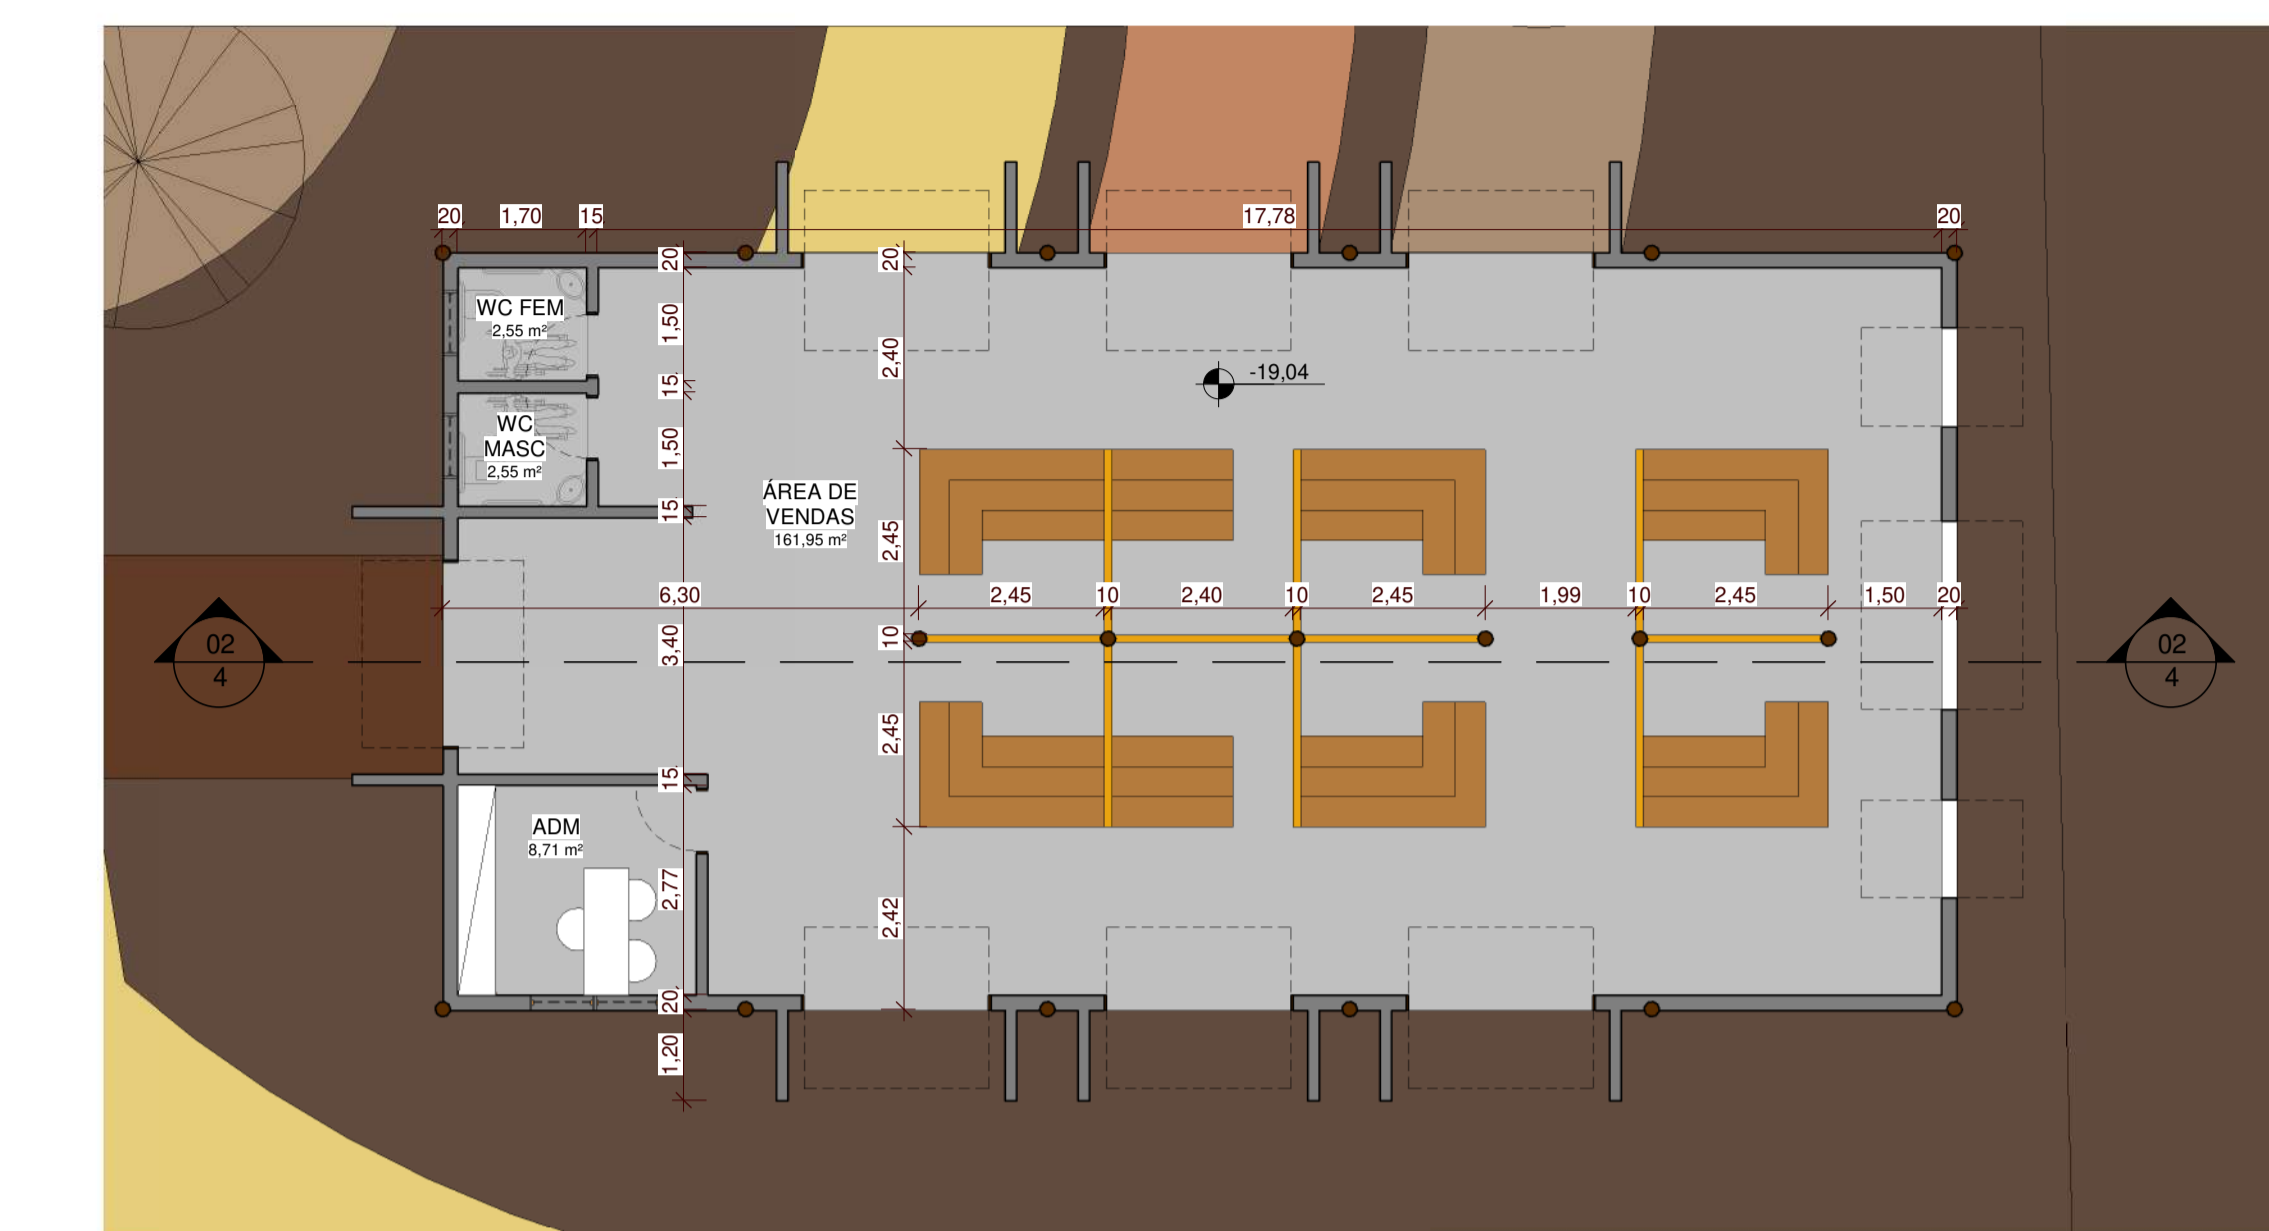 20 1,70 15 17,78 20
20 20
WC FEM
2,55 m²
1,50
2,40
15
-19,04
WC
MASC
2,55 m²
1,50
15
ÁREA DE
VENDAS
161,95 m²
2,45
6,30 2,45 10 2,40 10 2,45 1,99 10 2,45 1,50 20
02
4
3,40
10
02
4
2,45
15
ADM
8,71 m²
2,77
2,42
20
1,20